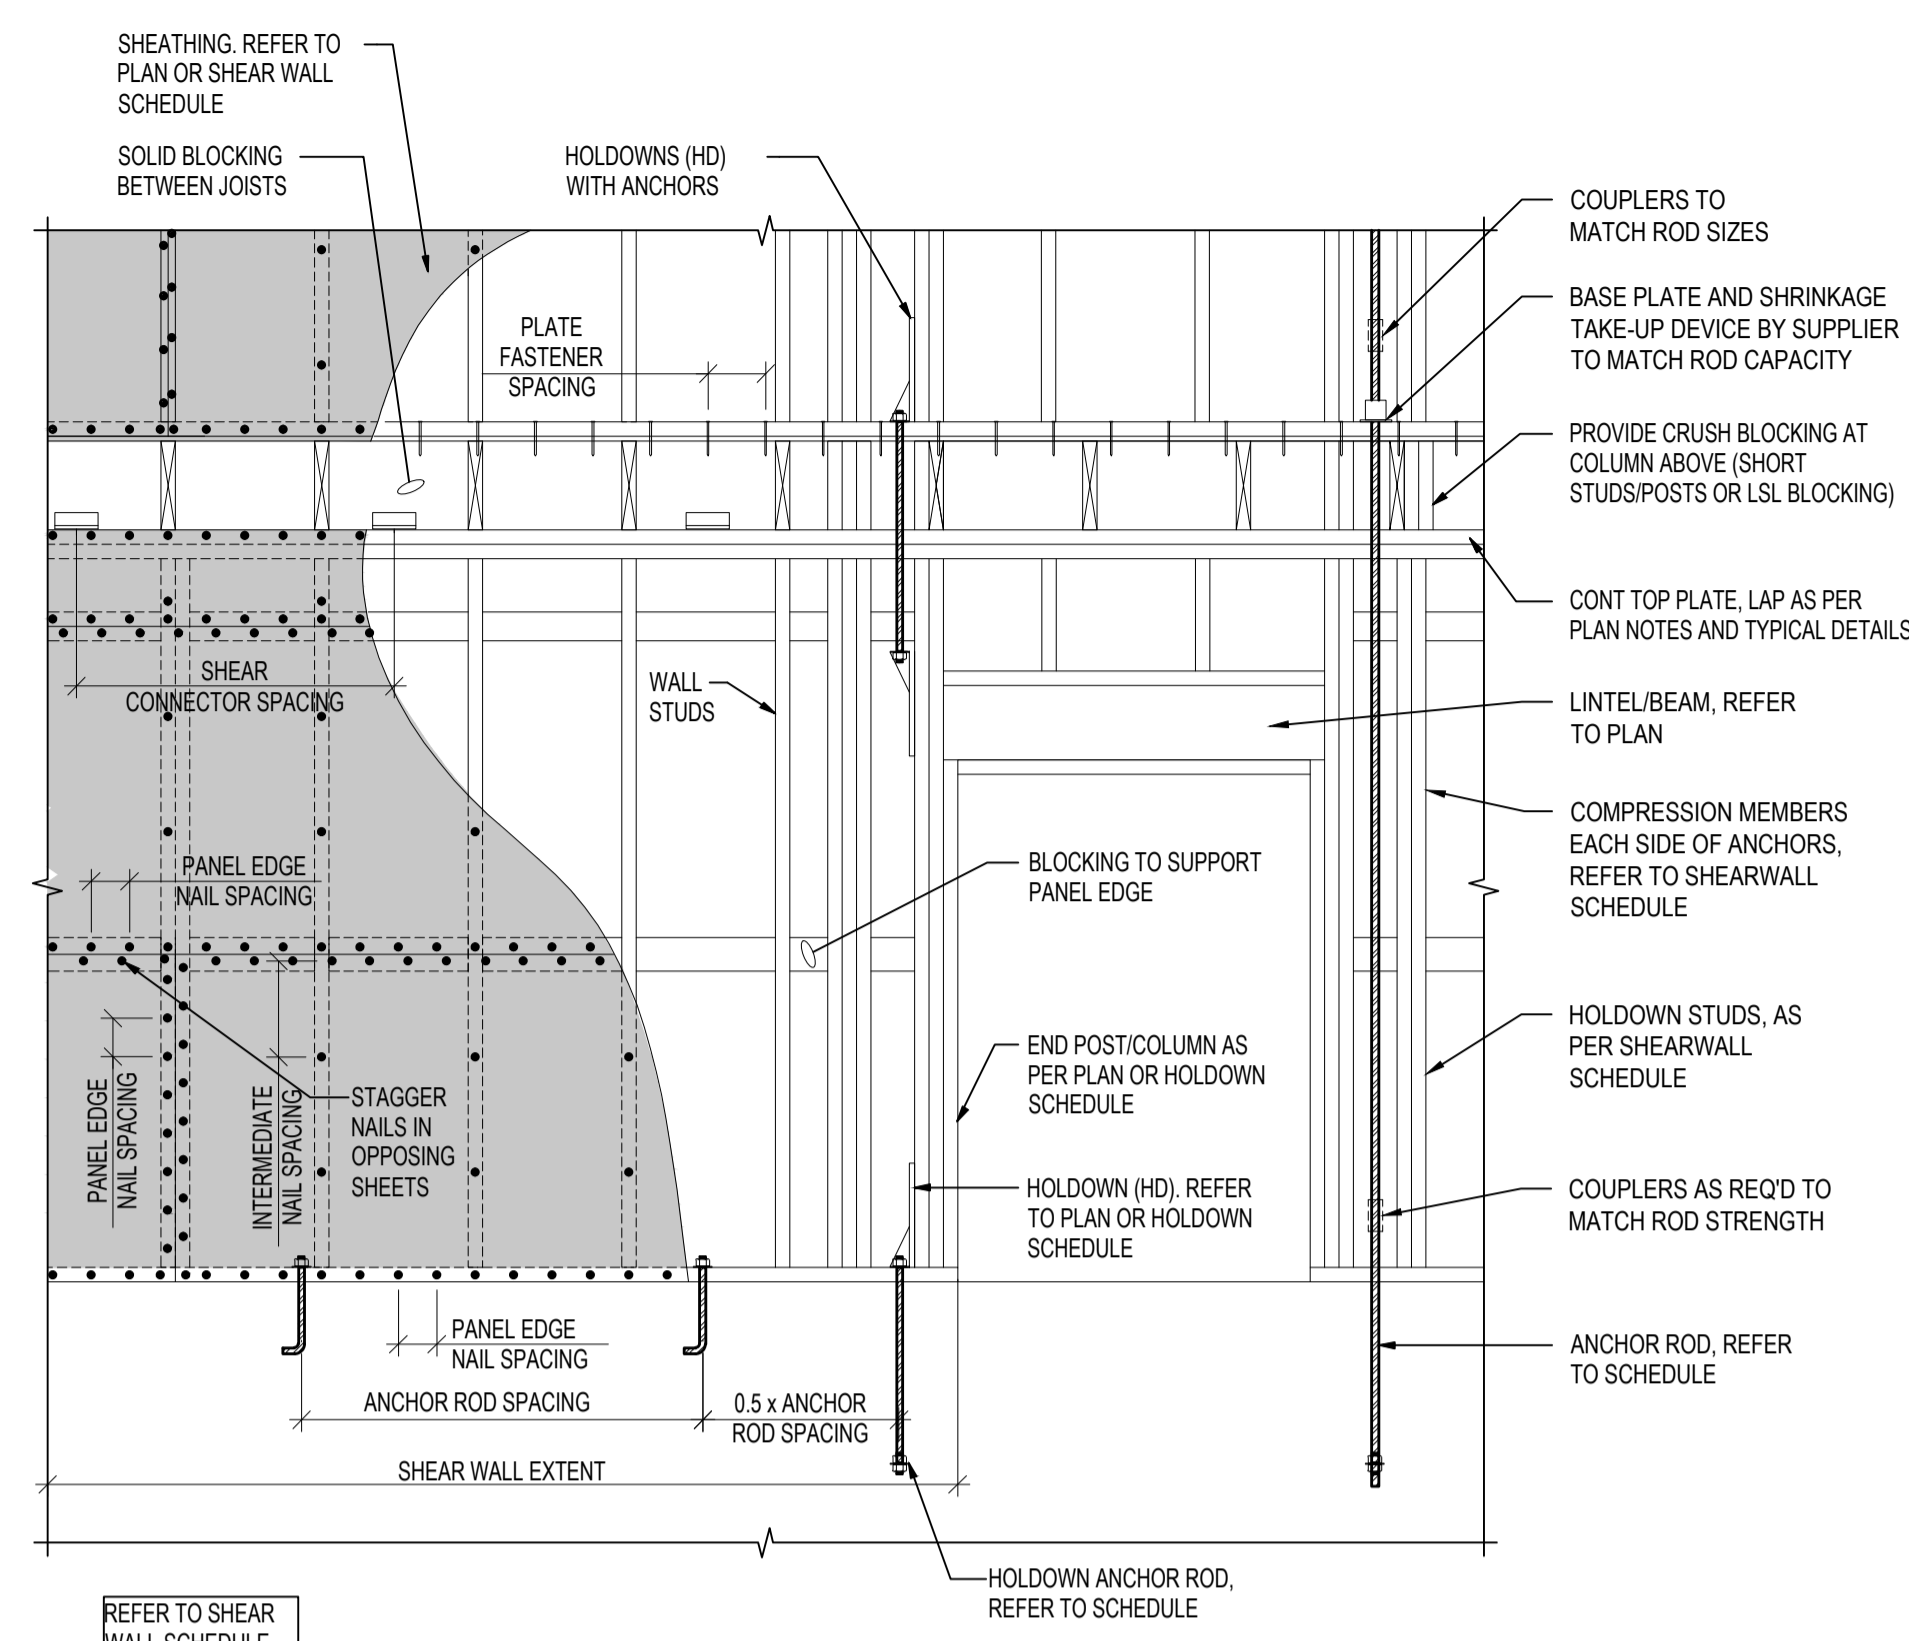 SHEATHING. REFER TO
PLAN OR SHEAR WALL
SCHEDULE
SOLID BLOCKING
BETWEEN JOISTS
HOLDOWNS (HD)
WITH ANCHORS
PLATE
FASTENER
SPACING
COUPLERS TO
MATCH ROD SIZES
BASE PLATE AND SHRINKAGE
TAKE-UP DEVICE BY SUPPLIER
TO MATCH ROD CAPACITY
PROVIDE CRUSH BLOCKING AT
COLUMN ABOVE (SHORT
STUDS/POSTS OR LSL BLOCKING)
CONT TOP PLATE, LAP AS PER
PLAN NOTES AND TYPICAL DETAILS
SHEAR
CONNECTOR SPACING
WALL
STUDS
LINTEL/BEAM, REFER
TO PLAN
COMPRESSION MEMBERS
EACH SIDE OF ANCHORS,
REFER TO SHEARWALL
SCHEDULE
PANEL EDGE
NAIL SPACING
BLOCKING TO SUPPORT
PANEL EDGE
HOLDOWN STUDS, AS
PER SHEARWALL
SCHEDULE
END POST/COLUMN AS
PER PLAN OR HOLDOWN
SCHEDULE
PANEL EDGE
NAIL SPACING
INTERMEDIATE
NAIL SPACING
STAGGER
NAILS IN
OPPOSING
SHEETS
HOLDOWN (HD). REFER
TO PLAN OR HOLDOWN
SCHEDULE
COUPLERS AS REQ'D TO
MATCH ROD STRENGTH
PANEL EDGE
NAIL SPACING
ANCHOR ROD, REFER
TO SCHEDULE
ANCHOR ROD SPACING
0.5 x ANCHOR
ROD SPACING
SHEAR WALL EXTENT
HOLDOWN ANCHOR ROD,
REFER TO SCHEDULE
REFER TO SHEAR
WALL SCHEDULE